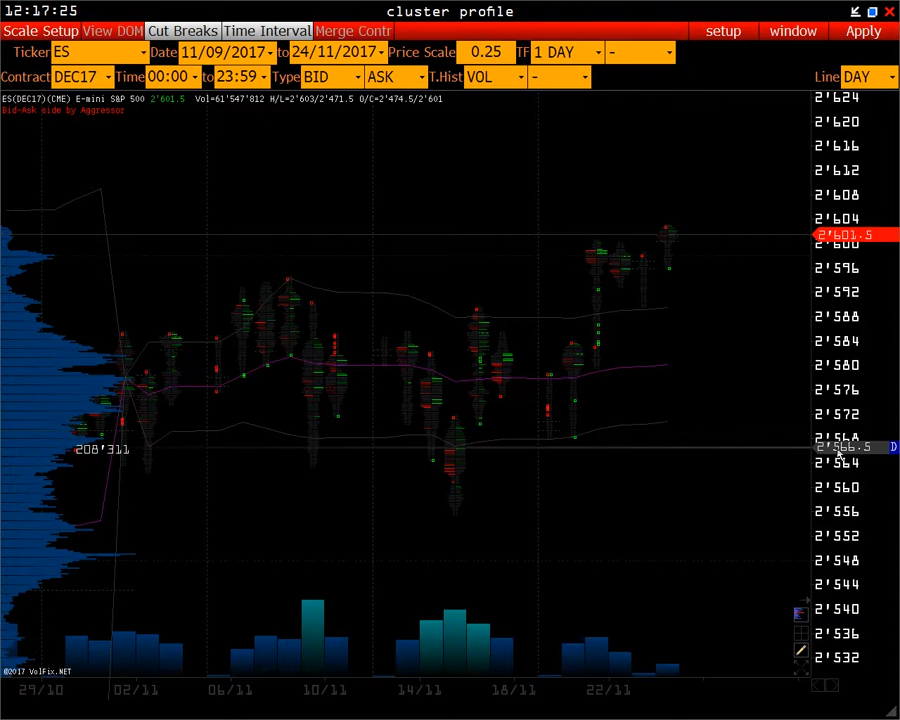 12:17:25
cluster profile
Scale Setup View DOM Cut Breaks Time Interval Merge Contr
setup window Apply
Ticker ES Date 11/09/2017 to 24/11/2017 Price Scale 0.25 TF 1 DAY -
Contract DEC17 Time 00:00 to 23:59 Type BID ASK T.Hist VOL - Line DAY
ES(DEC17)(CME) E-mini S&P 500 2'601.5 Vol=61'547'812 H/L=2'603/2'471.5 O/C=2'474.5/2'601
Bid-Ask side by Aggressor
2'624
2'620
2'616
2'612
2'608
2'604
2'601.5
2'600
2'596
2'592
2'588
2'584
2'580
2'576
2'572
2'568
2'566.5 D
208'311
2'564
2'560
2'556
2'552
2'548
2'544
2'540
2'536
2'532
©2017 VolFix.NET
29/10 02/11 06/11 10/11 14/11 18/11 22/11